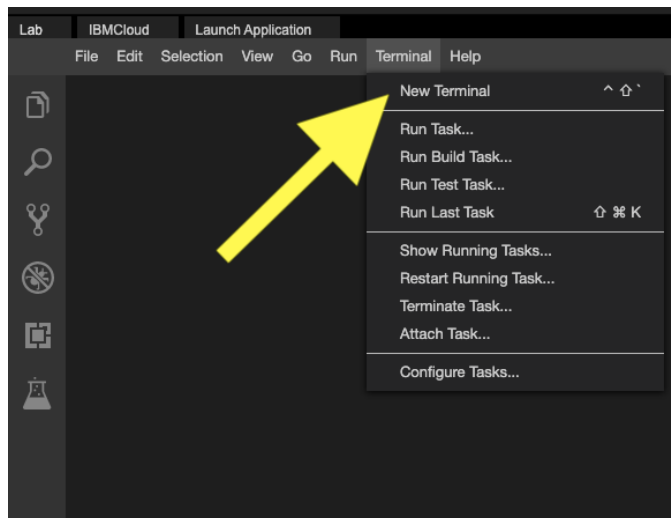 Lab IBMCloud Launch Application
File Edit Selection View Go Run Terminal Help
New Terminal ^ ⇧ `
Run Task...
Run Build Task...
Run Test Task...
Run Last Task ⇧ ⌘ K
Show Running Tasks...
Restart Running Task...
Terminate Task...
Attach Task...
Configure Tasks...